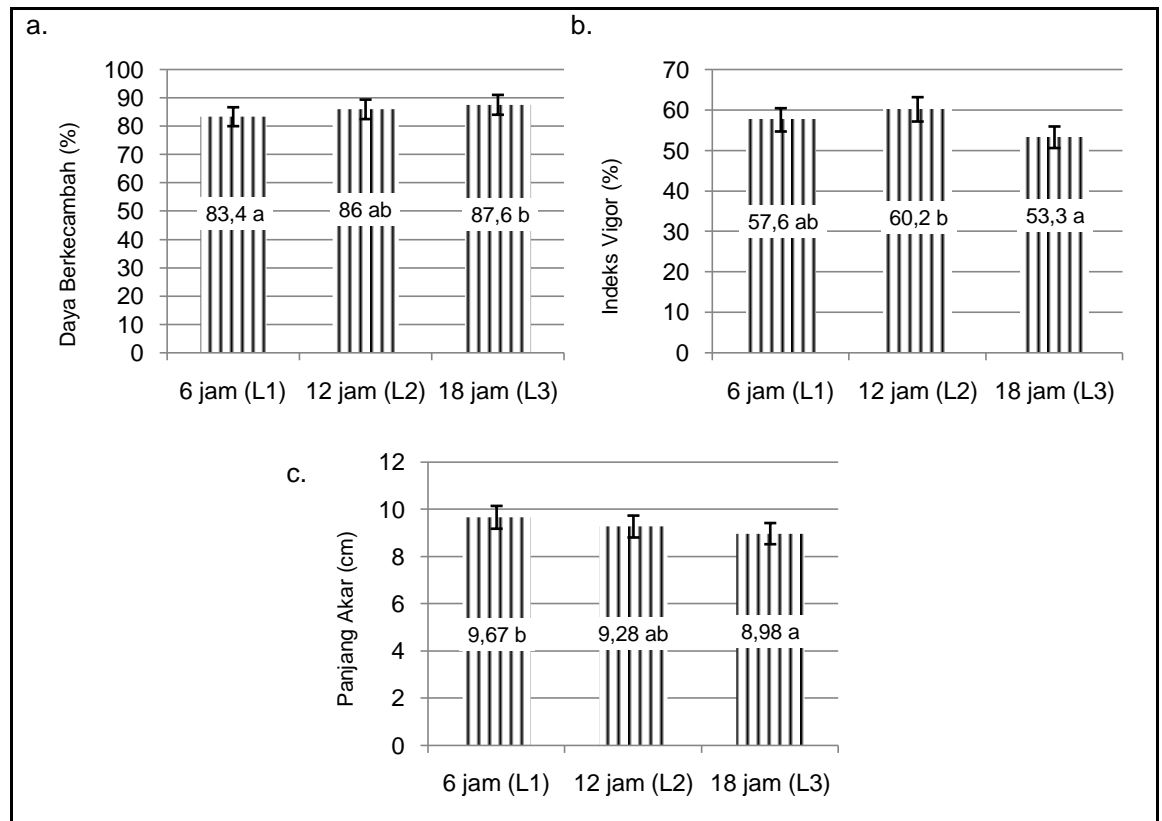 a.
Daya Berkecambah (%)
100
90
80
70
60
50
40
30
20
10
0
83,4 a
86 ab
87,6 b
6 jam (L1) 12 jam (L2) 18 jam (L3)
b.
Indeks Vigor (%)
70
60
50
40
30
20
10
0
57,6 ab
60,2 b
53,3 a
6 jam (L1) 12 jam (L2) 18 jam (L3)
c.
Panjang Akar (cm)
12
10
8
6
4
2
0
9,67 b
9,28 ab
8,98 a
6 jam (L1) 12 jam (L2) 18 jam (L3)